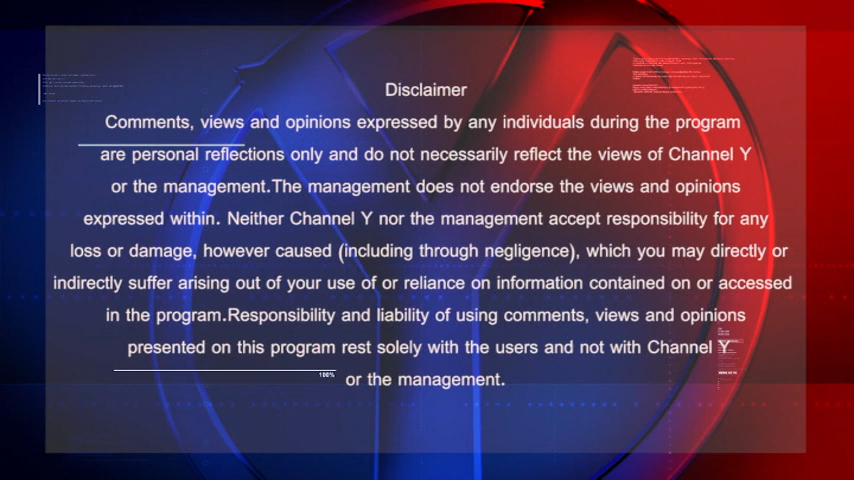 Disclaimer
Comments, views and opinions expressed by any individuals during the program
are personal reflections only and do not necessarily reflect the views of Channel Y
or the management.The management does not endorse the views and opinions
expressed within. Neither Channel Y nor the management accept responsibility for any
loss or damage, however caused (including through negligence), which you may directly or
indirectly suffer arising out of your use of or reliance on information contained on or accessed
in the program.Responsibility and liability of using comments, views and opinions
presented on this program rest solely with the users and not with Channel Y
100%
or the management.